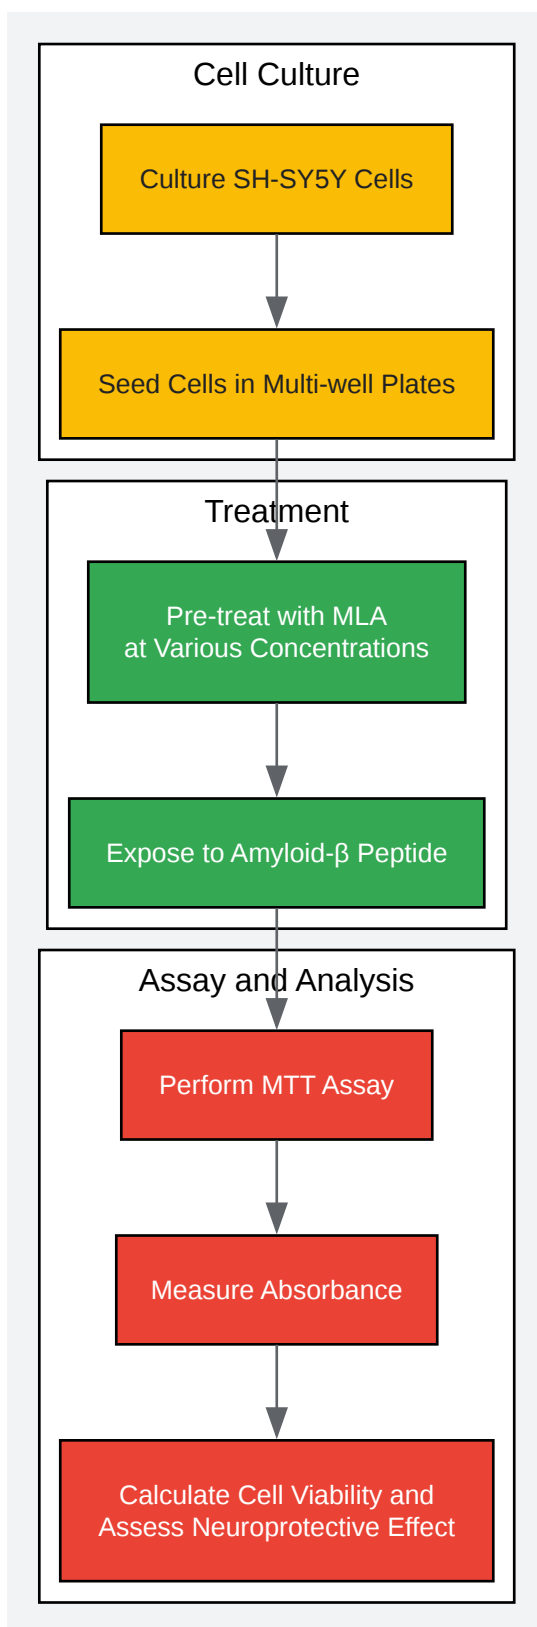 Cell Culture
Culture SH-SY5Y Cells
Seed Cells in Multi-well Plates
Treatment
Pre-treat with MLA
at Various Concentrations
Expose to Amyloid-β Peptide
Assay and Analysis
Perform MTT Assay
Measure Absorbance
Calculate Cell Viability and
Assess Neuroprotective Effect